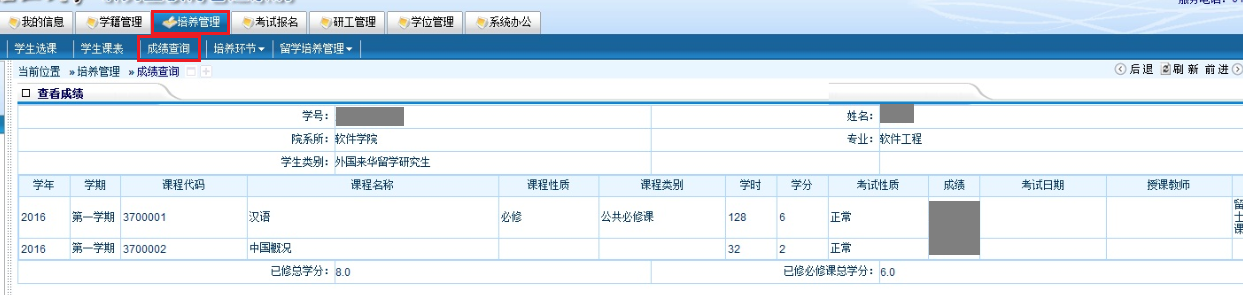 我的信息 学籍管理 培养管理 考试报名 研工管理 学位管理 系统办公
学生选课 学生课表 成绩查询 培养环节 留学培养管理
当前位置 »培养管理 »成绩查询 后退 刷新 前进
查看成绩
学号： 姓名：
院系所： 软件学院 专业： 软件工程
学生类别： 外国来华留学研究生
学年 学期 课程代码 课程名称 课程性质 课程类别 学时 学分 考试性质 成绩 考试日期 授课教师
2016 第一学期 3700001 汉语 必修 公共必修课 128 6 正常
留
士
课
2016 第一学期 3700002 中国概况 32 2 正常
已修总学分： 8.0 已修必修课总学分： 6.0